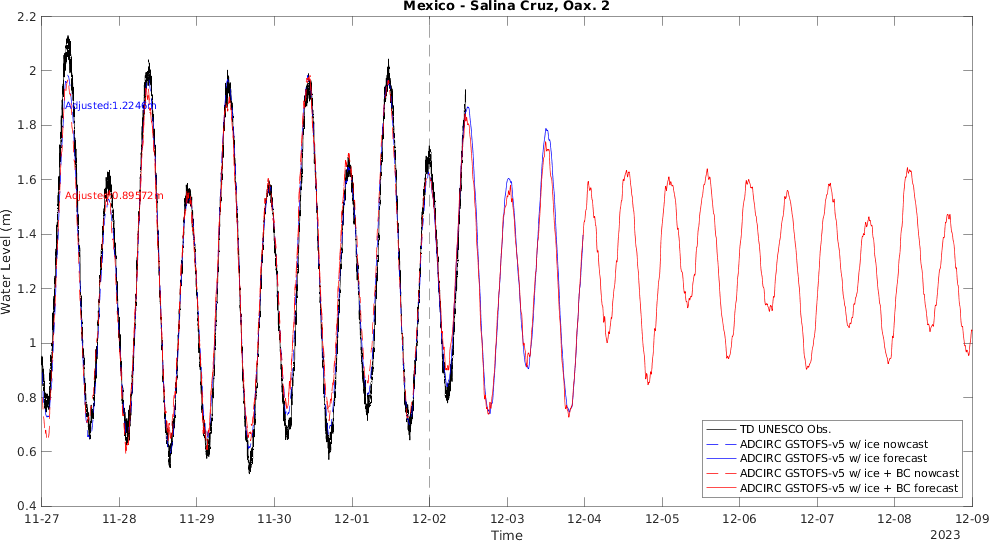 Mexico - Salina Cruz, Oax. 2
Water Level (m)
2.2
2
1.8
1.6
1.4
1.2
1
0.8
0.6
0.4
Adjusted:1.2246m
Adjusted:0.89572m
TD UNESCO Obs.
ADCIRC GSTOFS-v5 w/ ice nowcast
ADCIRC GSTOFS-v5 w/ ice forecast
ADCIRC GSTOFS-v5 w/ ice + BC nowcast
ADCIRC GSTOFS-v5 w/ ice + BC forecast
11-27 11-28 11-29 11-30 12-01 12-02 12-03 12-04 12-05 12-06 12-07 12-08 12-09
Time
2023